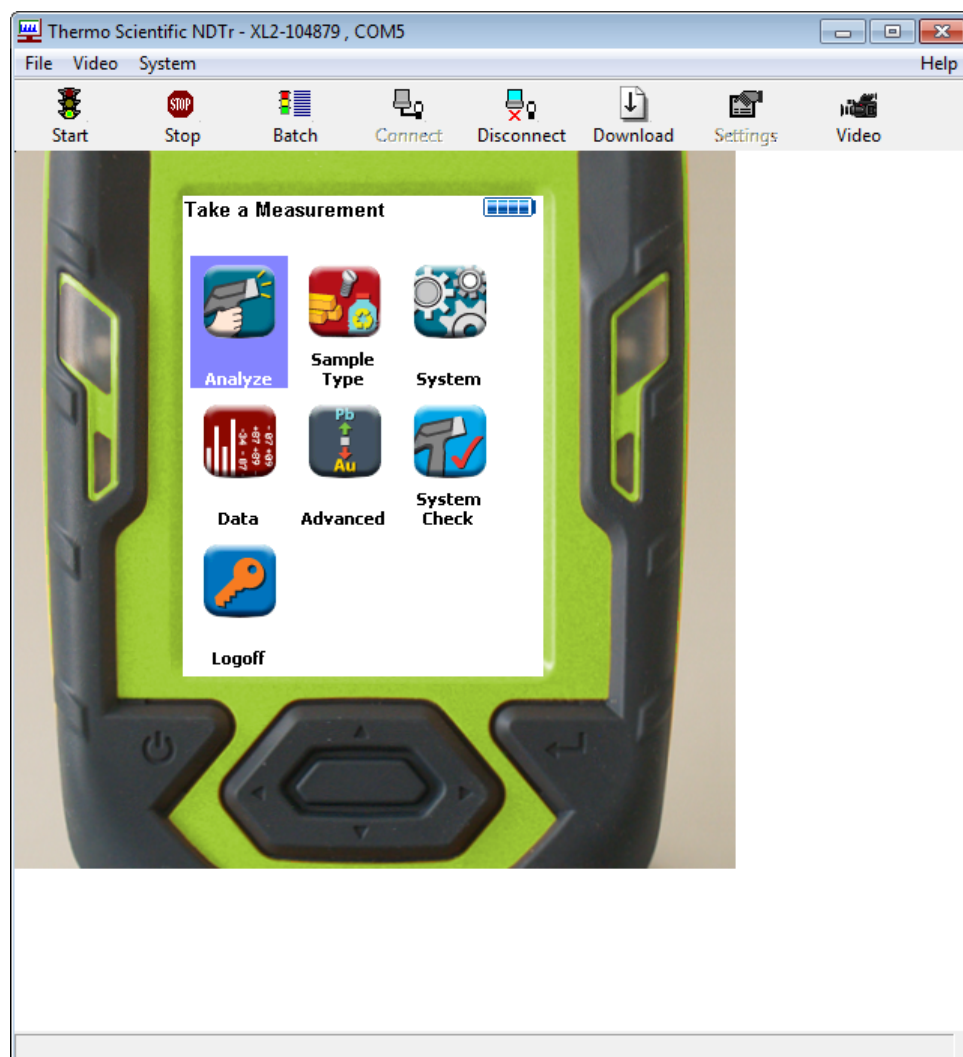 Thermo Scientific NDTr - XL2-104879 , COM5
File Video System Help
STOP
Start Stop Batch Connect Disconnect Download Settings Video
Take a Measurement
Analyze
Sample
Type
System
Pb
Au
Data
Advanced
System
Check
Logoff